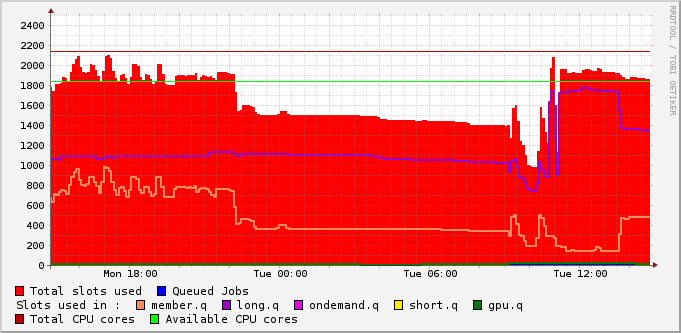 RRDTOOL / TOBI OETIKER
2400
2200
2000
1800
1600
1400
1200
1000
800
600
400
200
0
Mon 18:00 Tue 00:00 Tue 06:00 Tue 12:00
Total slots used Queued Jobs
Slots used in : member.q long.q ondemand.q short.q gpu.q
Total CPU cores Available CPU cores